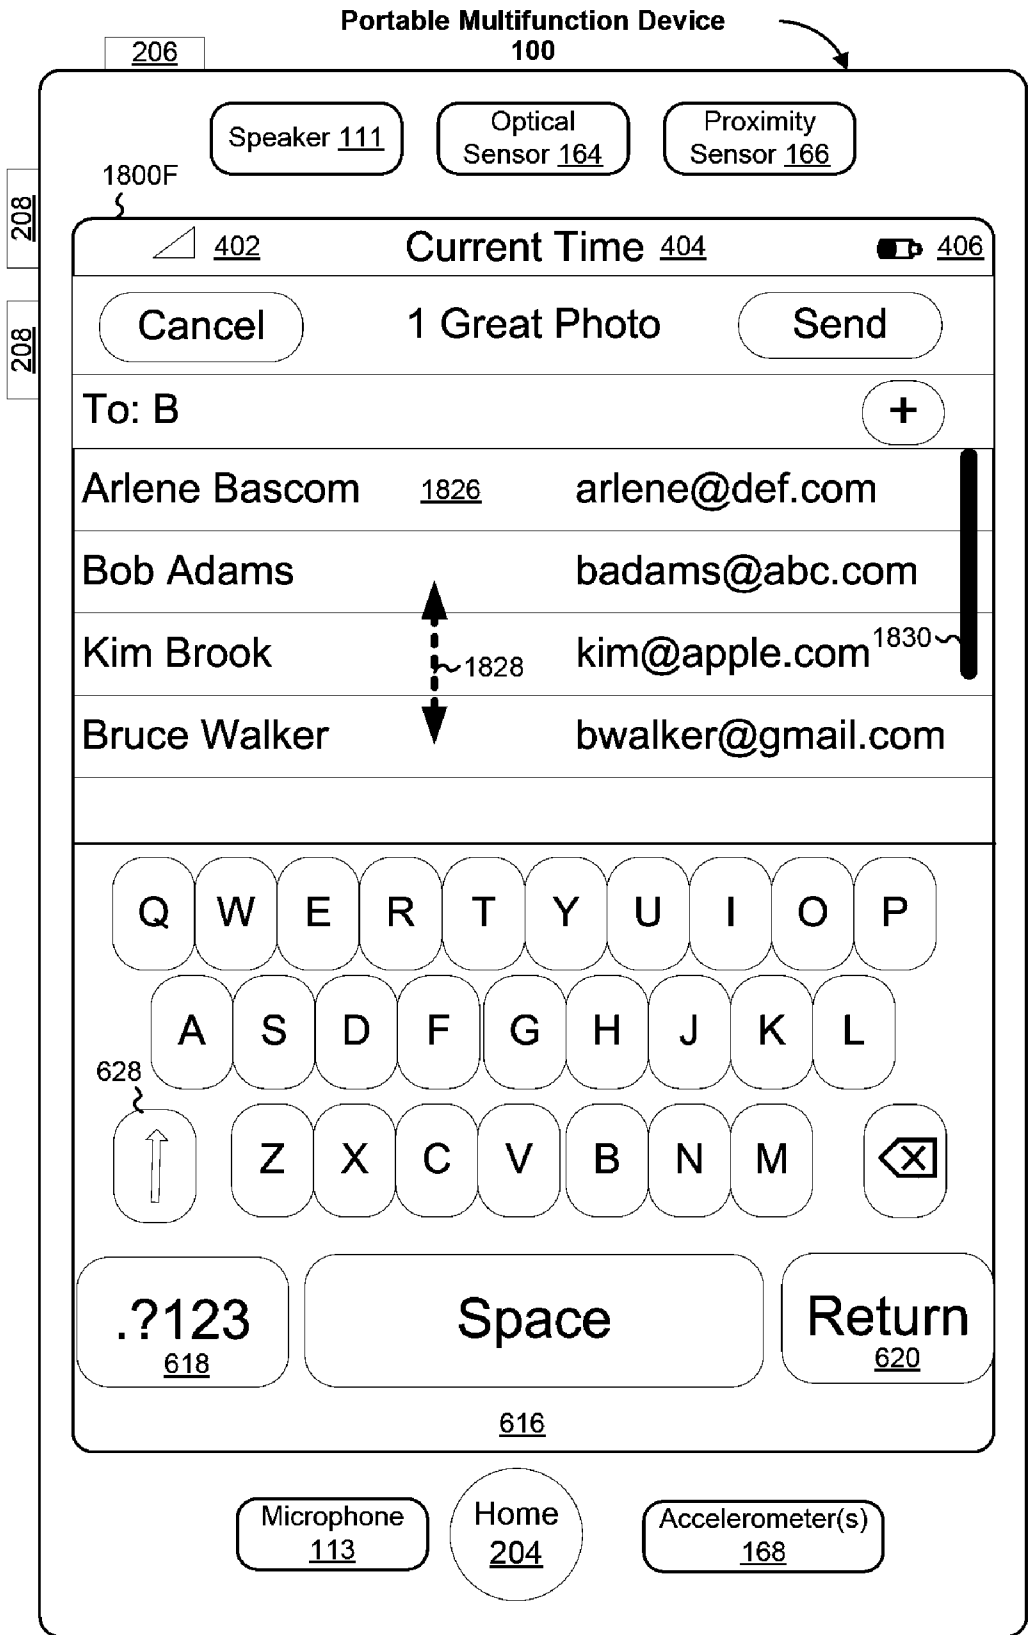 Portable Multifunction Device
100
206
Speaker 111
Optical
Sensor 164
Proximity
Sensor 166
1800F
208
208
402 Current Time 404 406
Cancel 1 Great Photo Send
To: B +
Arlene Bascom 1826 arlene@def.com
Bob Adams badams@abc.com
Kim Brook 1828 kim@apple.com 1830
Bruce Walker bwalker@gmail.com
Q W E R T Y U I O P
A S D F G H J K L
628
Z X C V B N M
.?123 Space Return
618 620
616
Microphone
113
Home
204
Accelerometer(s)
168